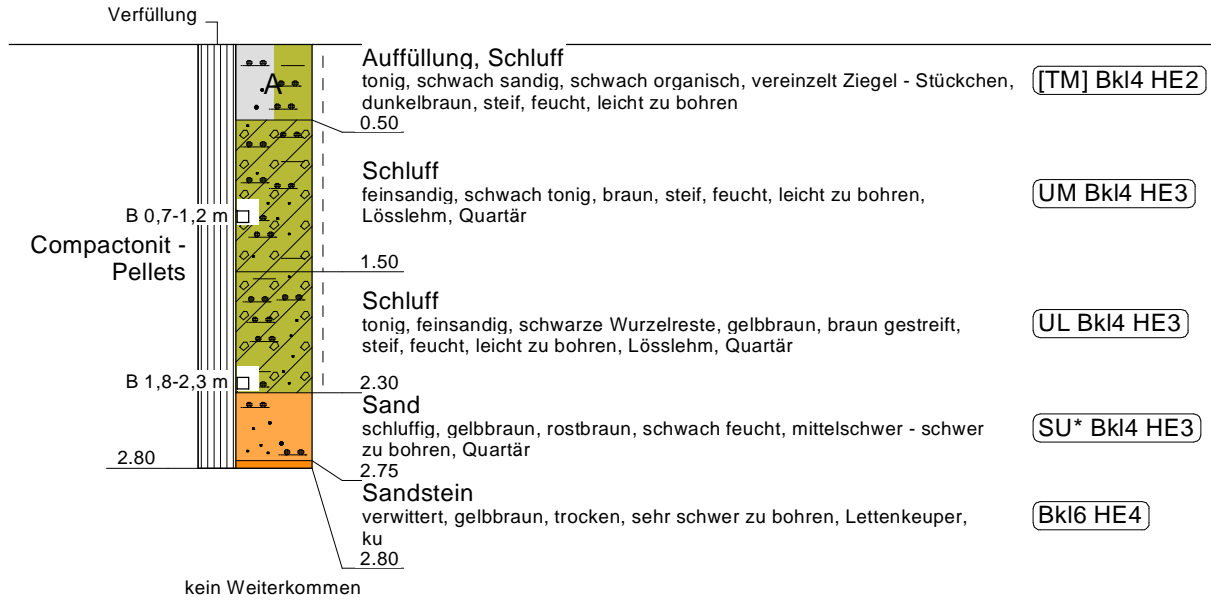 Verfüllung
A
Auffüllung, Schluff
tonig, schwach sandig, schwach organisch, vereinzelt Ziegel - Stückchen,
dunkelbraun, steif, feucht, leicht zu bohren
0.50
[TM] Bkl4 HE2
Schluff
feinsandig, schwach tonig, braun, steif, feucht, leicht zu bohren,
Lösslehm, Quartär
1.50
UM Bkl4 HE3
B 0,7-1,2 m
Compactonit -
Pellets
Schluff
tonig, feinsandig, schwarze Wurzelreste, gelbbraun, braun gestreift,
steif, feucht, leicht zu bohren, Lösslehm, Quartär
2.30
UL Bkl4 HE3
B 1,8-2,3 m
Sand
schluffig, gelbbraun, rostbraun, schwach feucht, mittelschwer - schwer
zu bohren, Quartär
2.75
SU* Bkl4 HE3
2.80
Sandstein
verwittert, gelbbraun, trocken, sehr schwer zu bohren, Lettenkeuper,
ku
2.80
Bkl6 HE4
kein Weiterkommen